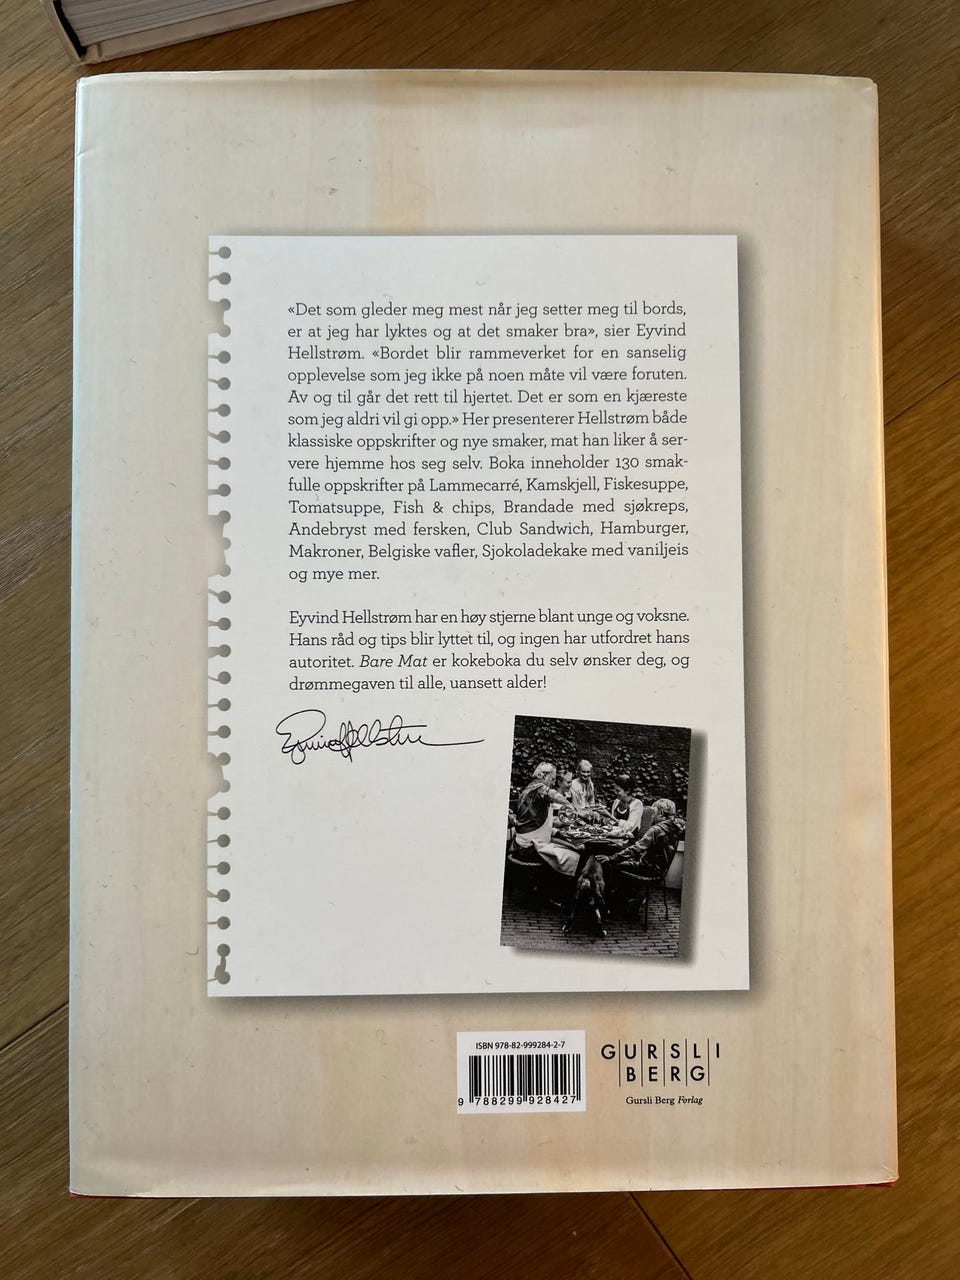 «Det som gleder meg mest når jeg setter meg til bords,
er at jeg har lyktes og at det smaker bra», sier Eyvind
Hellstrøm. «Bordet blir rammeverket for en sanselig
opplevelse som jeg ikke på noen måte vil være foruten.
Av og til går det rett til hjertet. Det er som en kjæreste
som jeg aldri vil gi opp.» Her presenterer Hellstrøm både
klassiske oppskrifter og nye smaker, mat han liker å ser-
vere hjemme hos seg selv. Boka inneholder 130 smak-
fulle oppskrifter på Lammecarré, Kamskjell, Fiskesuppe,
Tomatsuppe, Fish & chips, Brandade med sjøkreps,
Andebryst med fersken, Club Sandwich, Hamburger,
Makroner, Belgiske vafler, Sjokoladekake med vaniljeis
og mye mer.
Eyvind Hellstrøm har en høy stjerne blant unge og voksne.
Hans råd og tips blir lyttet til, og ingen har utfordret hans
autoritet. Bare Mat er kokeboka du selv ønsker deg, og
drømmegaven til alle, uansett alder!
Eyvind Hellstrøm
ISBN 978-82-999284-2-7
9 788299 928427
GURSLI
BERG
Gursli Berg Forlag